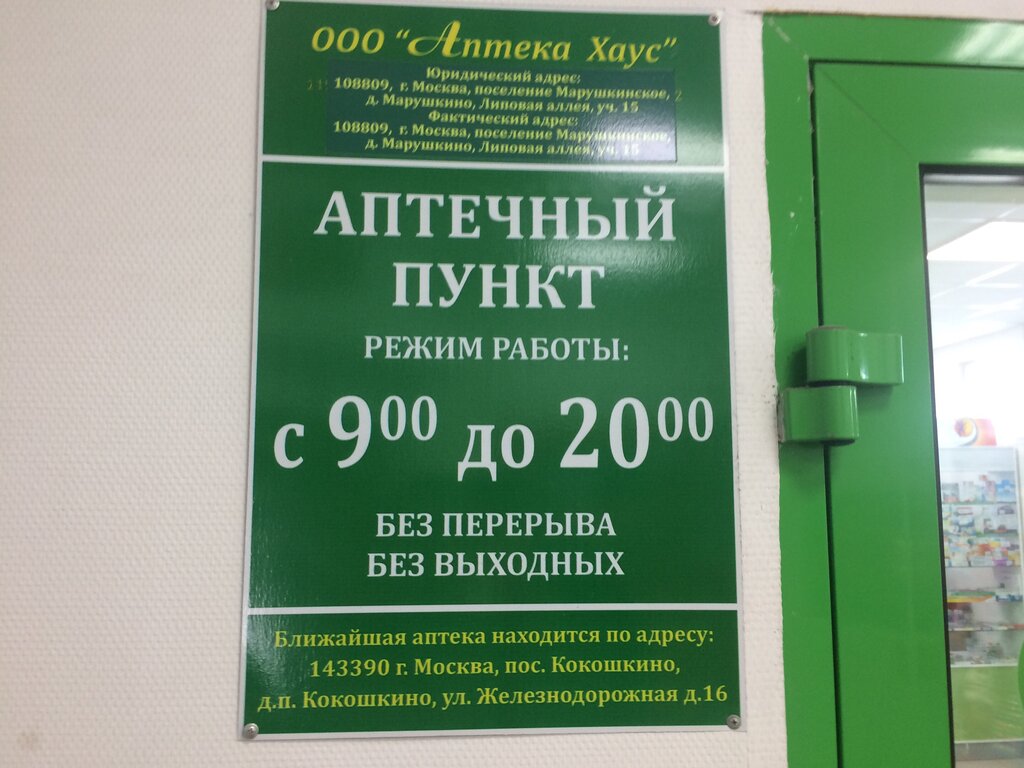 ООО "Аптека Хаус"
Юридический адрес:
108809, г. Москва, поселение Марушкинское,
д. Марушкино, Липовая аллея, уч. 15
Фактический адрес:
108809, г. Москва, поселение Марушкинское,
д. Марушкино, Липовая аллея, уч. 15
АПТЕЧНЫЙ
ПУНКТ
РЕЖИМ РАБОТЫ:
с 9⁰⁰ до 20⁰⁰
БЕЗ ПЕРЕРЫВА
БЕЗ ВЫХОДНЫХ
Ближайшая аптека находится по адресу:
143390 г. Москва, пос. Кокошкино,
д.п. Кокошкино, ул. Железнодорожная д.16